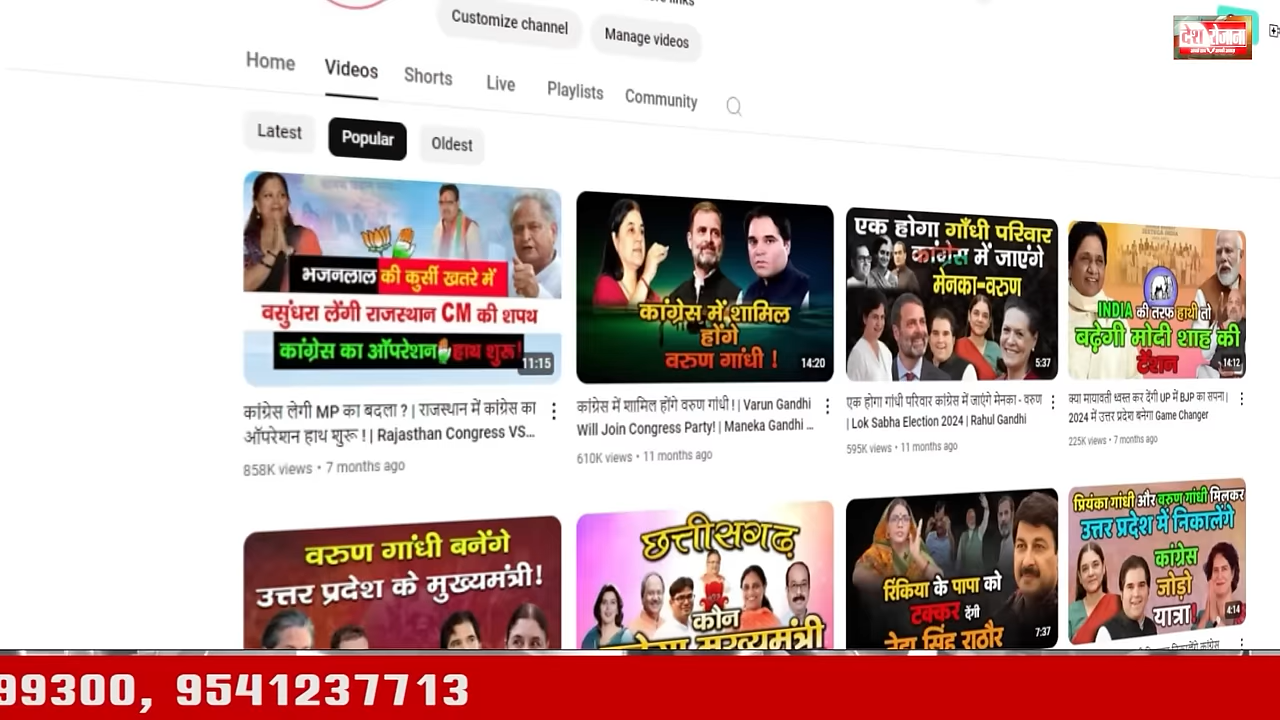 Customize channel
Manage videos
देश रोजाना
Home
Videos
Shorts
Live
Playlists
Community
Latest
Popular
Oldest
भजनलाल की कुर्सी खतरे में
वसुंधरा लेंगी राजस्थान CM की शपथ
कांग्रेस का ऑपरेशन हाथ शुरू !
11:15
कांग्रेस लेगी MP का बदला ? | राजस्थान में कांग्रेस का
ऑपरेशन हाथ शुरू ! | Rajasthan Congress VS...
858K views • 7 months ago
कांग्रेस में शामिल
होंगे
वरुण गांधी !
14:20
कांग्रेस में शामिल होंगे वरुण गांधी ! | Varun Gandhi
Will Join Congress Party! | Maneka Gandhi ...
610K views • 11 months ago
एक होगा गाँधी परिवार
कांग्रेस में जाएंगे
मेनका-वरुण
5:37
एक होगा गांधी परिवार कांग्रेस में जाएंगे मेनका - वरुण
| Lok Sabha Election 2024 | Rahul Gandhi
595K views • 11 months ago
INDIA की तरफ हाथी तो
बढ़ेगी मोदी शाह की
टेंशन
14:12
क्या मायावती ध्वस्त कर देंगी UP में BJP का सपना |
2024 में उत्तर प्रदेश बनेगा Game Changer
225K views • 7 months ago
वरुण गांधी बनेंगे
उत्तर प्रदेश के मुख्यमंत्री!
छत्तीसगढ़
कौन
मुख्यमंत्री
रिंकिया के पापा को
टक्कर देंगी
नेहा सिंह राठौर
7:37
प्रियंका गांधी और वरुण गांधी मिलकर
उत्तर प्रदेश में निकालेंगे
कांग्रेस
जोड़ो
यात्रा!
4:14
99300, 9541237713